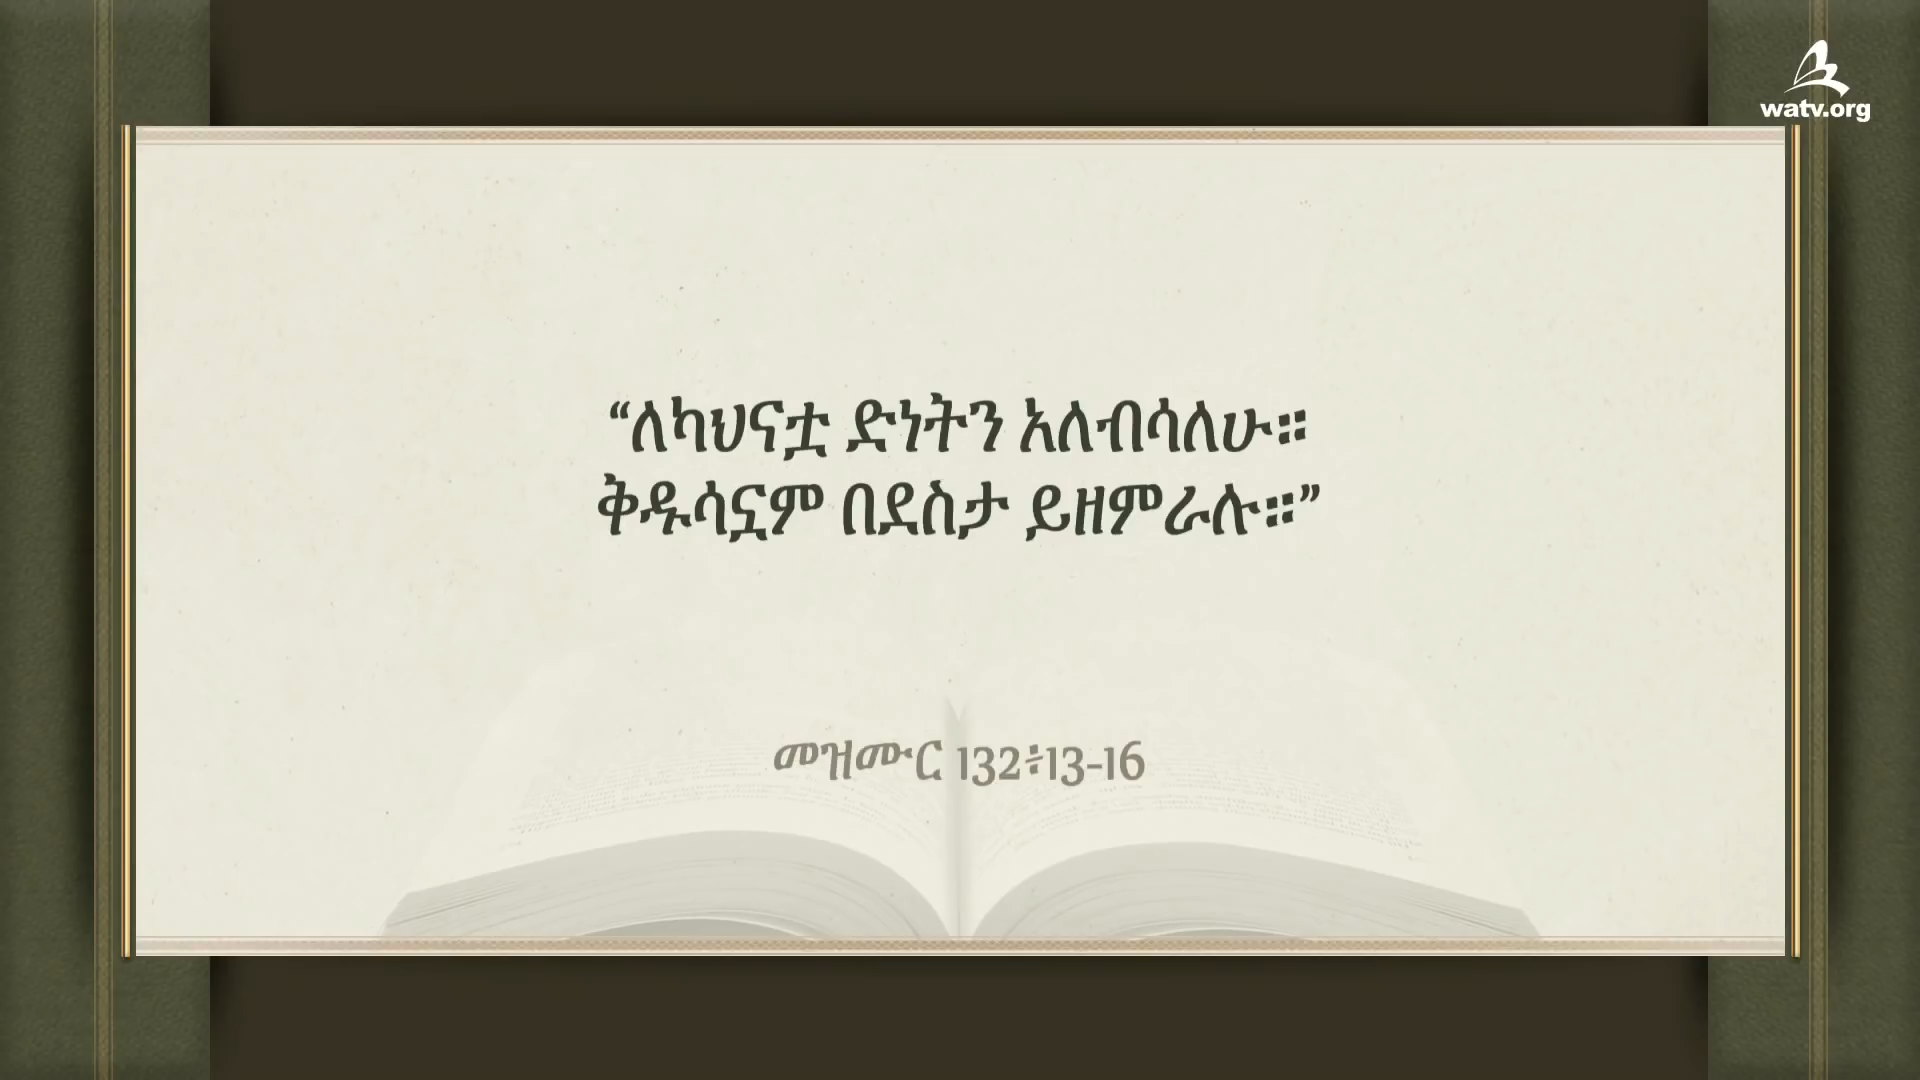 watv.org
“ለካህናቷ ድነትን አለብሳለሁ።
ቅዱሳኗም በደስታ ይዘምራሉ።”
መዝሙር 132፥13-16